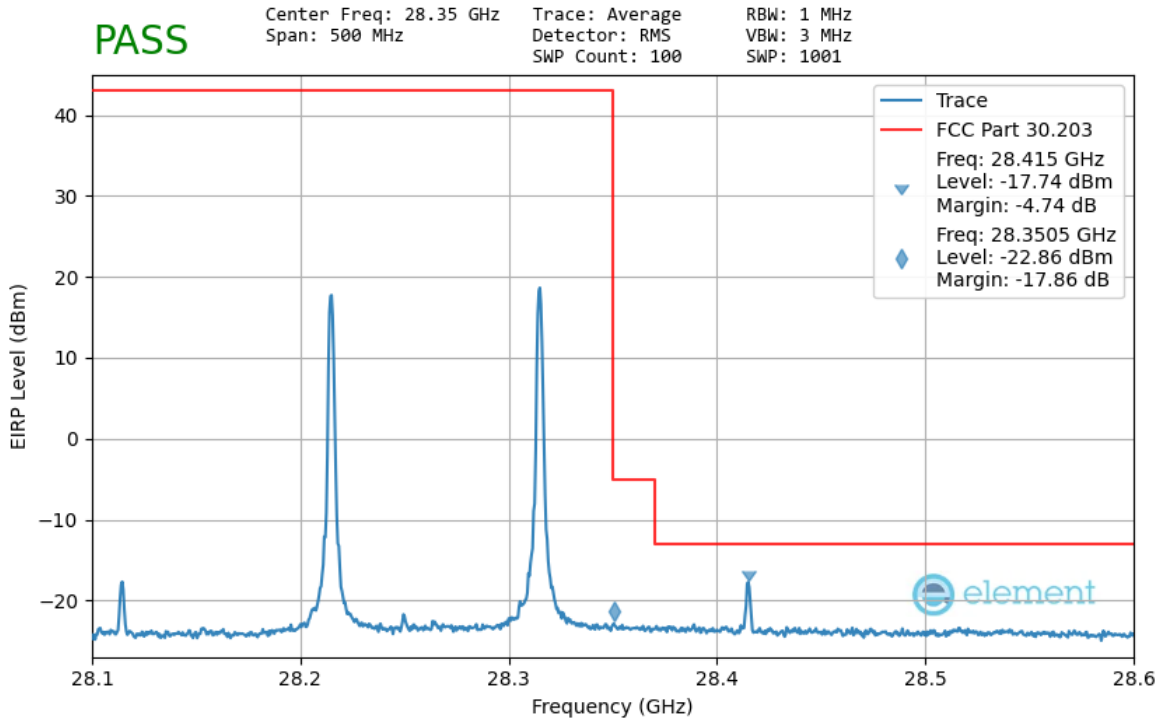 PASS
Center Freq: 28.35 GHz
Span: 500 MHz
Trace: Average
Detector: RMS
SWP Count: 100
RBW: 1 MHz
VBW: 3 MHz
SWP: 1001
Trace
FCC Part 30.203
Freq: 28.415 GHz
Level: -17.74 dBm
Margin: -4.74 dB
Freq: 28.3505 GHz
Level: -22.86 dBm
Margin: -17.86 dB
EIRP Level (dBm)
40
30
20
10
0
−10
−20
element
28.1 28.2 28.3 28.4 28.5 28.6
Frequency (GHz)